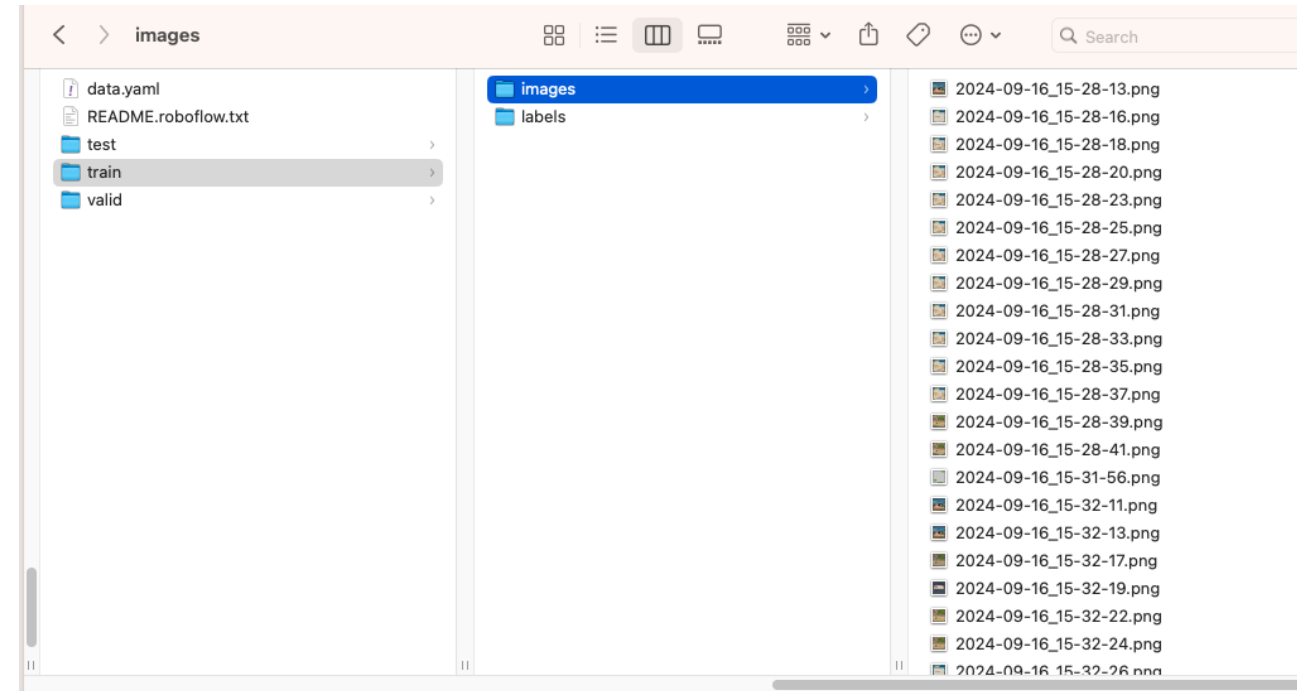 images
Search
data.yaml
README.roboflow.txt
test
train
valid
images
labels
2024-09-16_15-28-13.png
2024-09-16_15-28-16.png
2024-09-16_15-28-18.png
2024-09-16_15-28-20.png
2024-09-16_15-28-23.png
2024-09-16_15-28-25.png
2024-09-16_15-28-27.png
2024-09-16_15-28-29.png
2024-09-16_15-28-31.png
2024-09-16_15-28-33.png
2024-09-16_15-28-35.png
2024-09-16_15-28-37.png
2024-09-16_15-28-39.png
2024-09-16_15-28-41.png
2024-09-16_15-31-56.png
2024-09-16_15-32-11.png
2024-09-16_15-32-13.png
2024-09-16_15-32-17.png
2024-09-16_15-32-19.png
2024-09-16_15-32-22.png
2024-09-16_15-32-24.png
2024-09-16_15-32-26.png